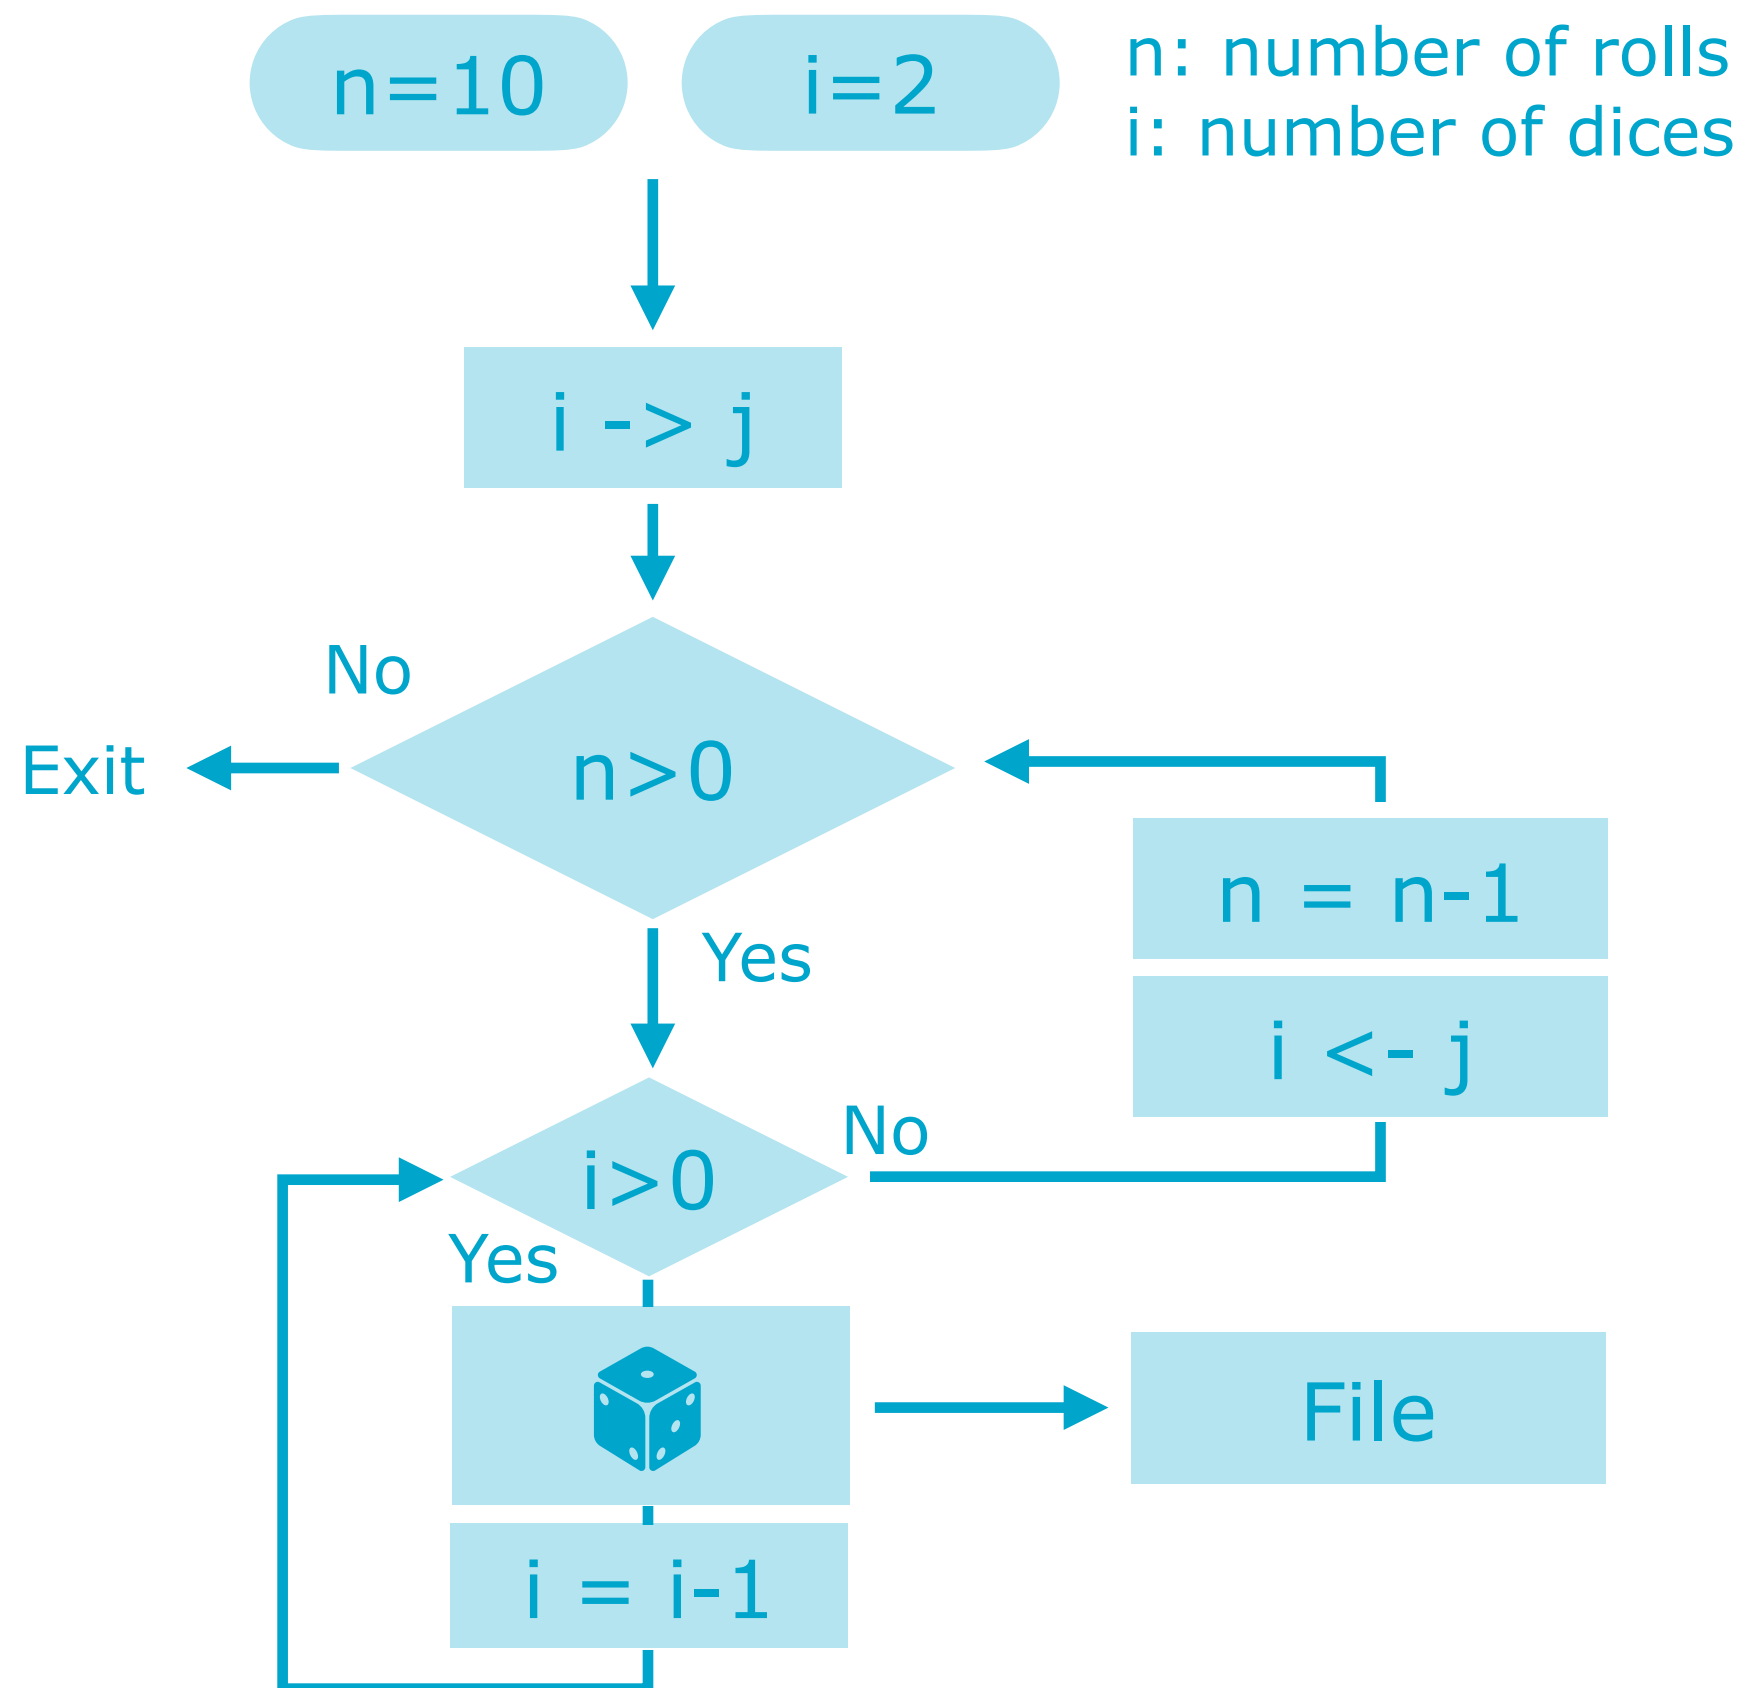 n=10
i=2
n: number of rolls
i: number of dices
i -> j
No
Exit
n>0
n = n-1
Yes
i <- j
No
i>0
Yes
File
i = i-1